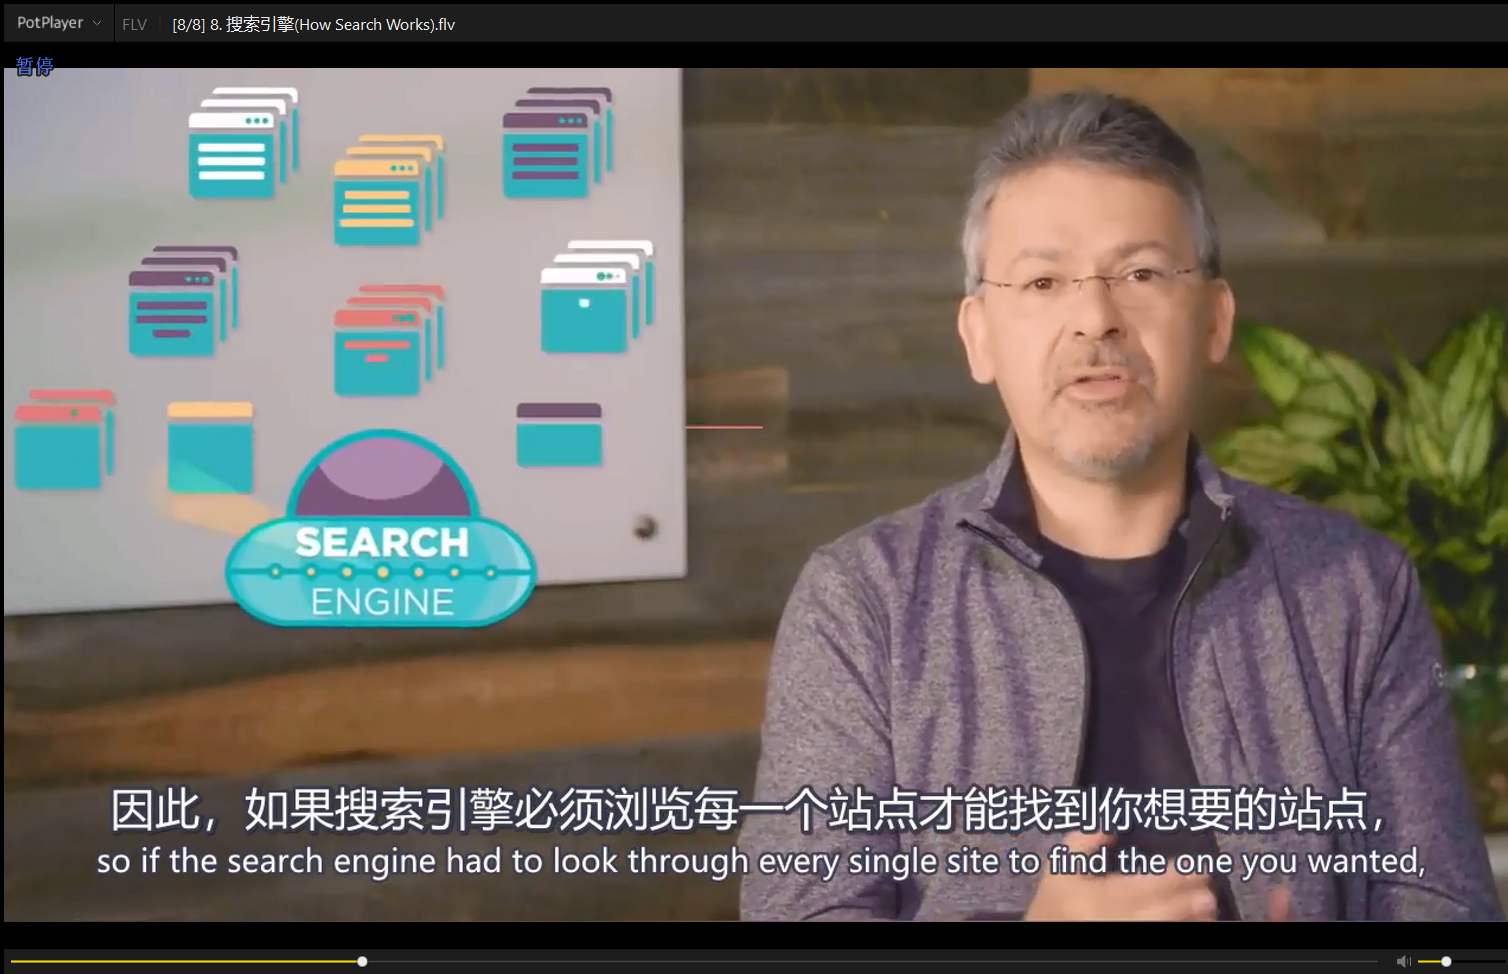 PotPlayer
FLV
[8/8] 8. 搜索引擎(How Search Works).flv
暂停
SEARCH
ENGINE
因此，如果搜索引擎必须浏览每一个站点才能找到你想要的站点，
so if the search engine had to look through every single site to find the one you wanted,